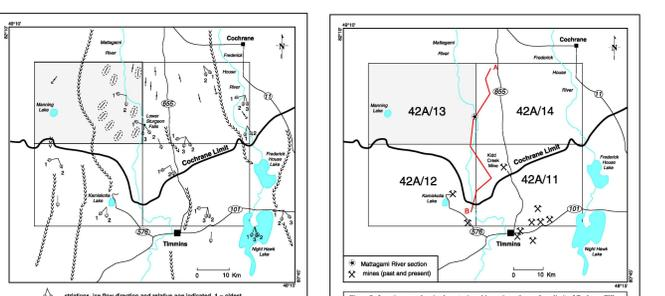 Cochrane
Mattagami
River
Frederick
House
River
N
11
655
Manning
Lake
Lower
Sturgeon
Falls
Cochrane Limit
Frederick
House
Lake
Kamiskotia
Lake
101
576
Timmins
Night Hawk
Lake
0 10 Km
striations, ice flow direction and relative age indicated, 1 = oldest
Cochrane
Mattagami
River
Frederick
House
River
N
A
11
655
42A/13
42A/14
Manning
Lake
Kidd
Creek
Mine
Cochrane Limit
42A/12
42A/11
Frederick
House
Lake
Kamiskotia
Lake
B
101
576
Timmins
Night Hawk
Lake
0 10 Km
Mattagami River section
mines (past and present)